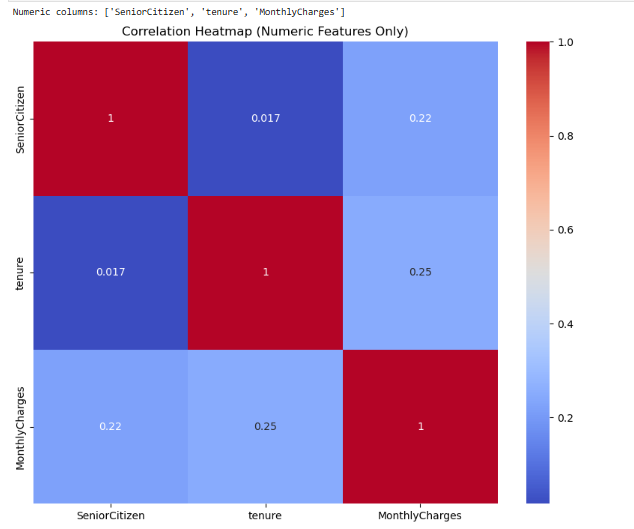 Numeric columns: ['SeniorCitizen', 'tenure', 'MonthlyCharges']
Correlation Heatmap (Numeric Features Only)
SeniorCitizen
1
0.017
0.22
tenure
0.017
1
0.25
MonthlyCharges
0.22
0.25
1
SeniorCitizen
tenure
MonthlyCharges
1.0
0.8
0.6
0.4
0.2